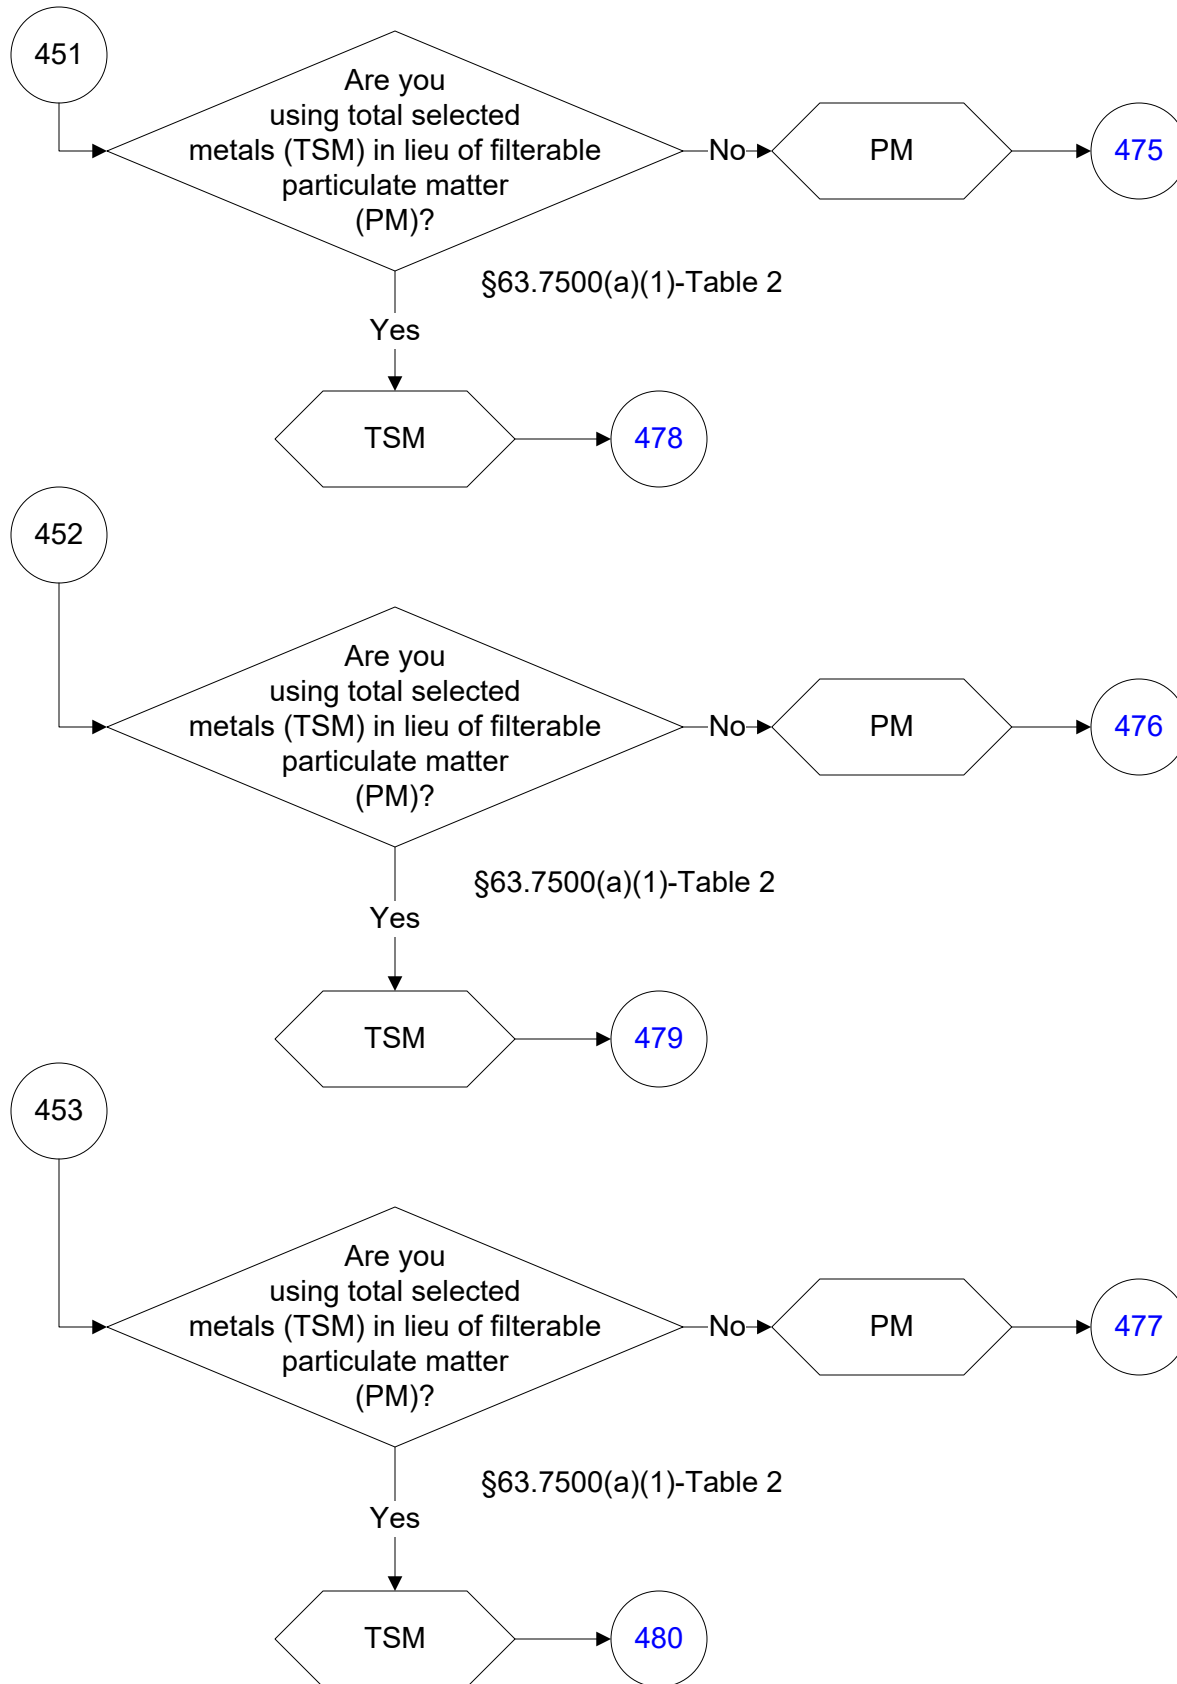 451
Are you
using total selected
metals (TSM) in lieu of filterable
particulate matter
(PM)?
No
PM
475
§63.7500(a)(1)-Table 2
Yes
TSM
478
452
Are you
using total selected
metals (TSM) in lieu of filterable
particulate matter
(PM)?
No
PM
476
§63.7500(a)(1)-Table 2
Yes
TSM
479
453
Are you
using total selected
metals (TSM) in lieu of filterable
particulate matter
(PM)?
No
PM
477
§63.7500(a)(1)-Table 2
Yes
TSM
480